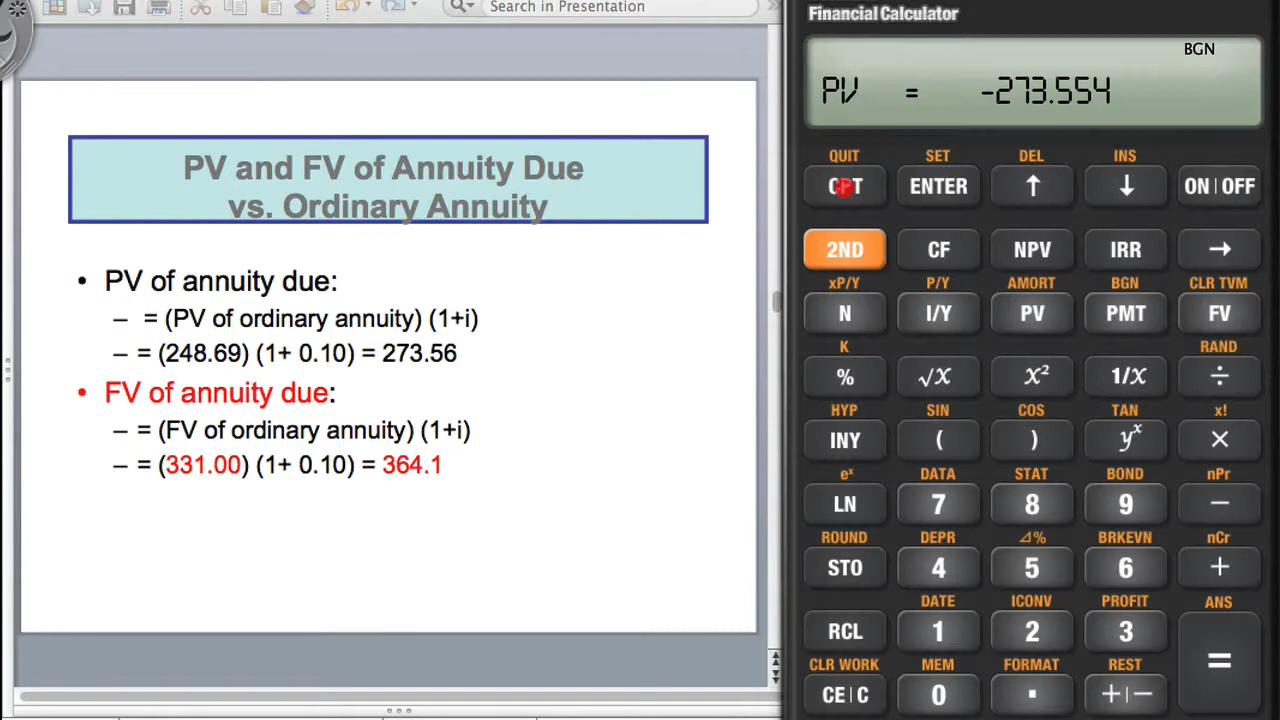 Search in Presentation
PV and FV of Annuity Due
vs. Ordinary Annuity
• PV of annuity due:
– = (PV of ordinary annuity) (1+i)
– = (248.69) (1+ 0.10) = 273.56
• FV of annuity due:
– = (FV of ordinary annuity) (1+i)
– = (331.00) (1+ 0.10) = 364.1
Financial Calculator
BGN
PV = -273.554
QUIT SET DEL INS
CPT ENTER ↑ ↓ ON|OFF
2ND CF NPV IRR →
xP/Y P/Y AMORT BGN CLR TVM
N I/Y PV PMT FV
K RAND
% √x x² 1/x ÷
HYP SIN COS TAN x!
INY ( ) yˣ ×
eˣ DATA STAT BOND nPr
LN 7 8 9 −
ROUND DEPR ⊿% BRKEVN nCr
STO 4 5 6 +
DATE ICONV PROFIT ANS
RCL 1 2 3 =
CLR WORK MEM FORMAT REST
CE|C 0 . +|−